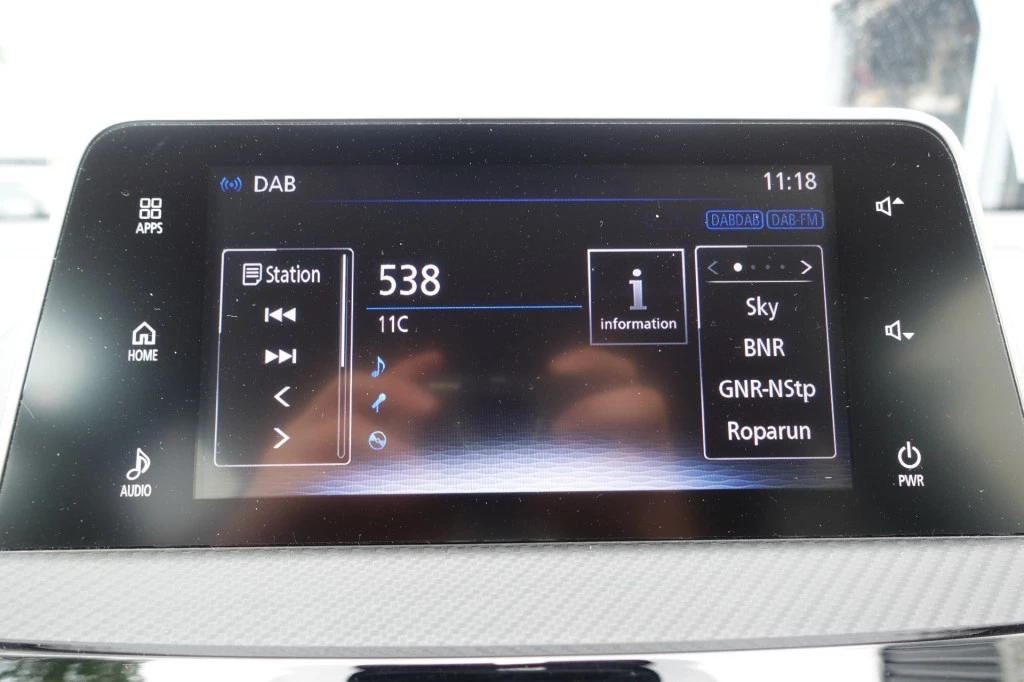 DAB
11:18
DABDAB DAB-FM
APPS
HOME
AUDIO
Station
538
11C
information
Sky
BNR
GNR-NStp
Roparun
PWR